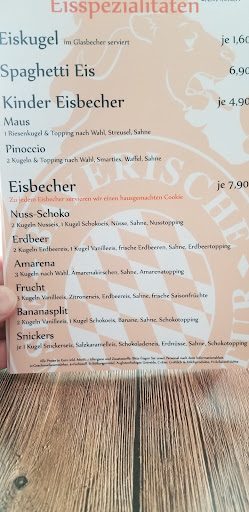 Eisspezialitäten
Eiskugel im Glasbecher serviert je 1,60
Spaghetti Eis 6,90
Kinder Eisbecher je 4,90
Maus
1 Riesenkugel & Topping nach Wahl, Streusel, Sahne
Pinoccio
2 Kugeln & Topping nach Wahl, Smarties, Waffel, Sahne
Eisbecher je 7,90
Zu jedem Eisbecher servieren wir einen hausgemachten Cookie
Nuss-Schoko
2 Kugeln Nusseis, 1 Kugel Schokoeis, Nüsse, Sahne, Nusstopping
Erdbeer
2 Kugeln Erdbeereis, 1 Kugel Vanilleeis, frische Erdbeeren, Sahne, Erdbeertopping
Amarena
3 Kugeln nach Wahl, Amarenakirschen, Sahne, Amarenatopping
Frucht
1 Kugeln Vanilleeis, Zitroneneis, Erdbeereis, Sahne, frische Saisonfrüchte
Bananasplit
2 Kugeln Vanilleeis, 1 Kugel Schokoeis, Banane, Sahne, Schokotopping
Snickers
je 1 Kugel Snickerseis, Salzkaramelleis, Schokoladeneis, Erdnüsse, Sahne, Schokotopping